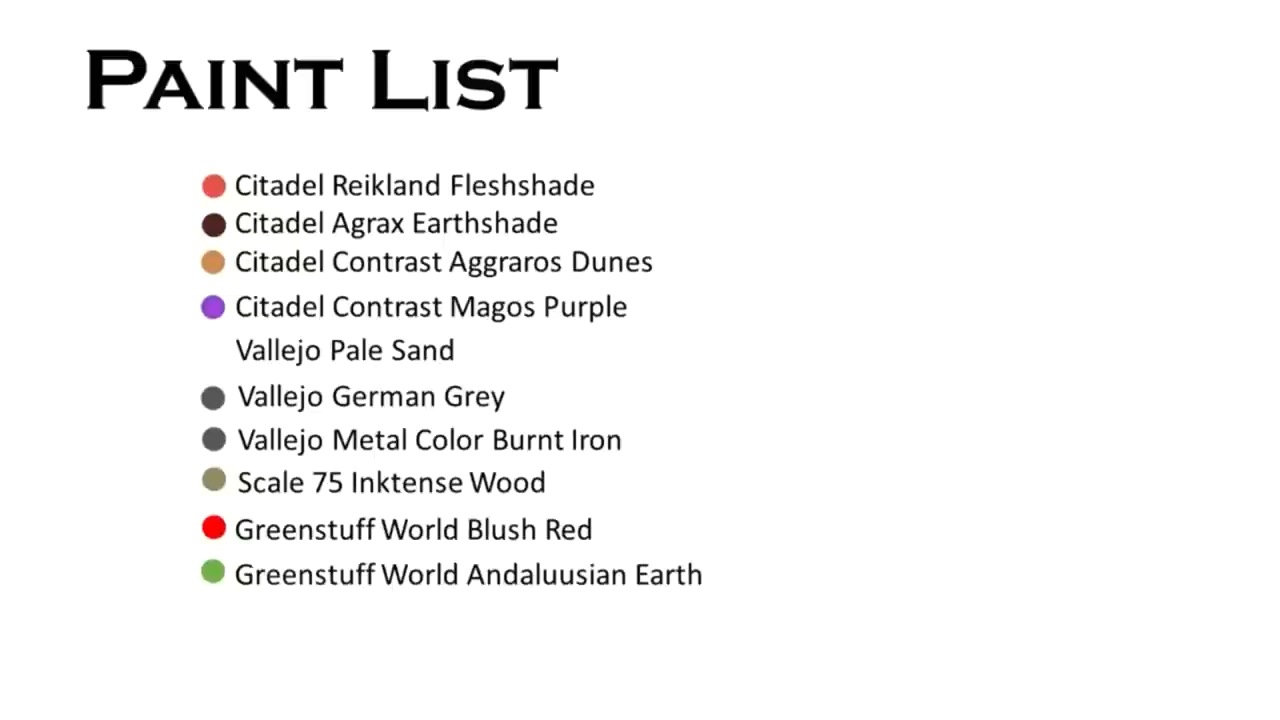 Paint List
Citadel Reikland Fleshshade
Citadel Agrax Earthshade
Citadel Contrast Aggraros Dunes
Citadel Contrast Magos Purple
Vallejo Pale Sand
Vallejo German Grey
Vallejo Metal Color Burnt Iron
Scale 75 Inktense Wood
Greenstuff World Blush Red
Greenstuff World Andaluusian Earth